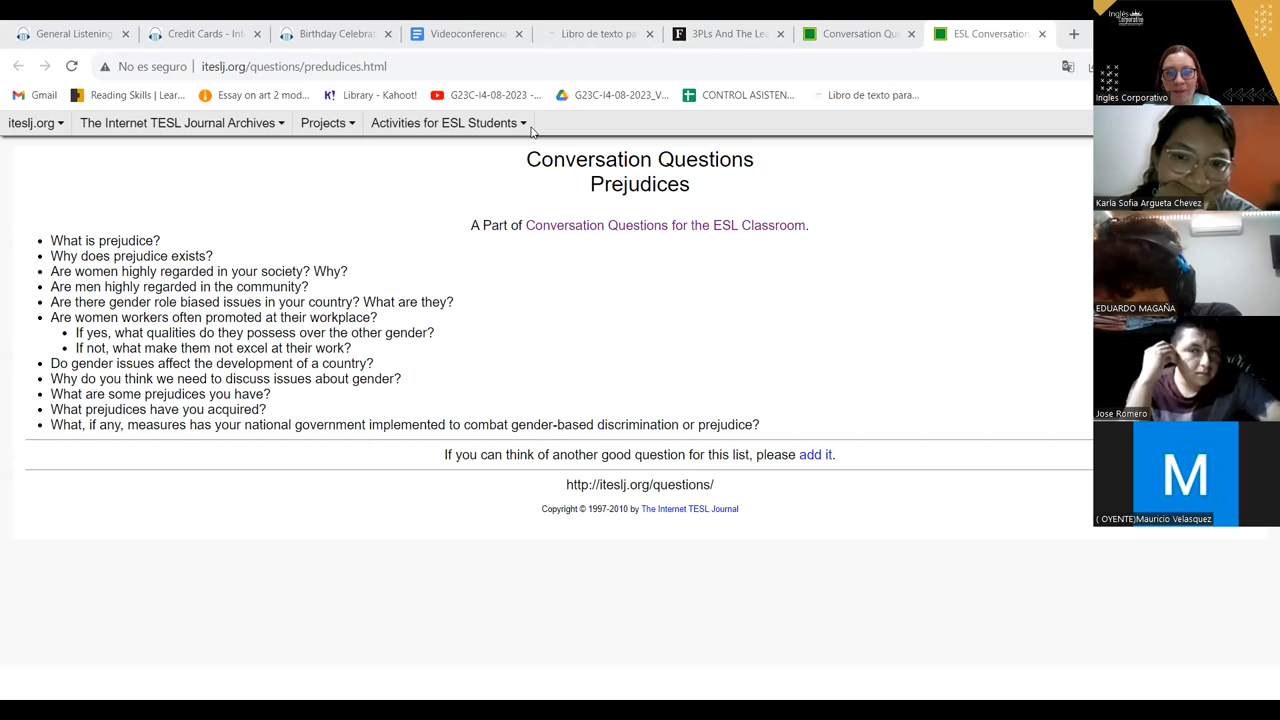 General Listening
Credit Cards - Int
Birthday Celebrat
Videoconferencia
Libro de texto pa
3PLs And The Lea
Conversation Que
ESL Conversation
No es seguro
iteslj.org/questions/predudices.html
Gmail
Reading Skills | Lear...
Essay on art 2 mod...
Library - Kano...
G23C-I4-08-2023 -...
G23C-I4-08-2023_V...
CONTROL ASISTEN...
Libro de texto para...
iteslj.org
The Internet TESL Journal Archives
Projects
Activities for ESL Students
Conversation Questions
Prejudices
A Part of Conversation Questions for the ESL Classroom.
What is prejudice?
Why does prejudice exists?
Are women highly regarded in your society? Why?
Are men highly regarded in the community?
Are there gender role biased issues in your country? What are they?
Are women workers often promoted at their workplace?
If yes, what qualities do they possess over the other gender?
If not, what make them not excel at their work?
Do gender issues affect the development of a country?
Why do you think we need to discuss issues about gender?
What are some prejudices you have?
What prejudices have you acquired?
What, if any, measures has your national government implemented to combat gender-based discrimination or prejudice?
If you can think of another good question for this list, please add it.
http://iteslj.org/questions/
Copyright © 1997-2010 by The Internet TESL Journal
Inglés
Corporativo
Ingles Corporativo
Karla Sofia Argueta Chevez
EDUARDO MAGAÑA
Jose Romero
M
( OYENTE)Mauricio Velasquez